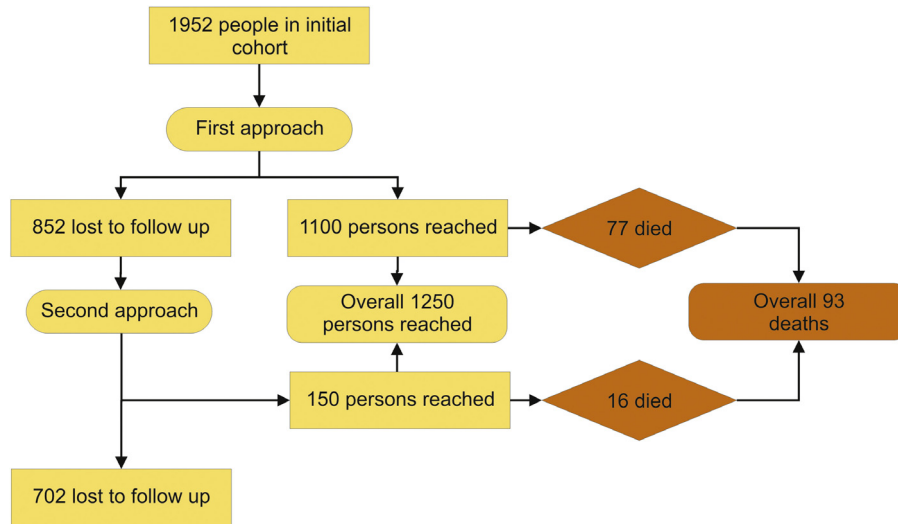 1952 people in initial
cohort
First approach
852 lost to follow up
1100 persons reached
77 died
Second approach
Overall 1250
persons reached
Overall 93
deaths
150 persons reached
16 died
702 lost to follow up